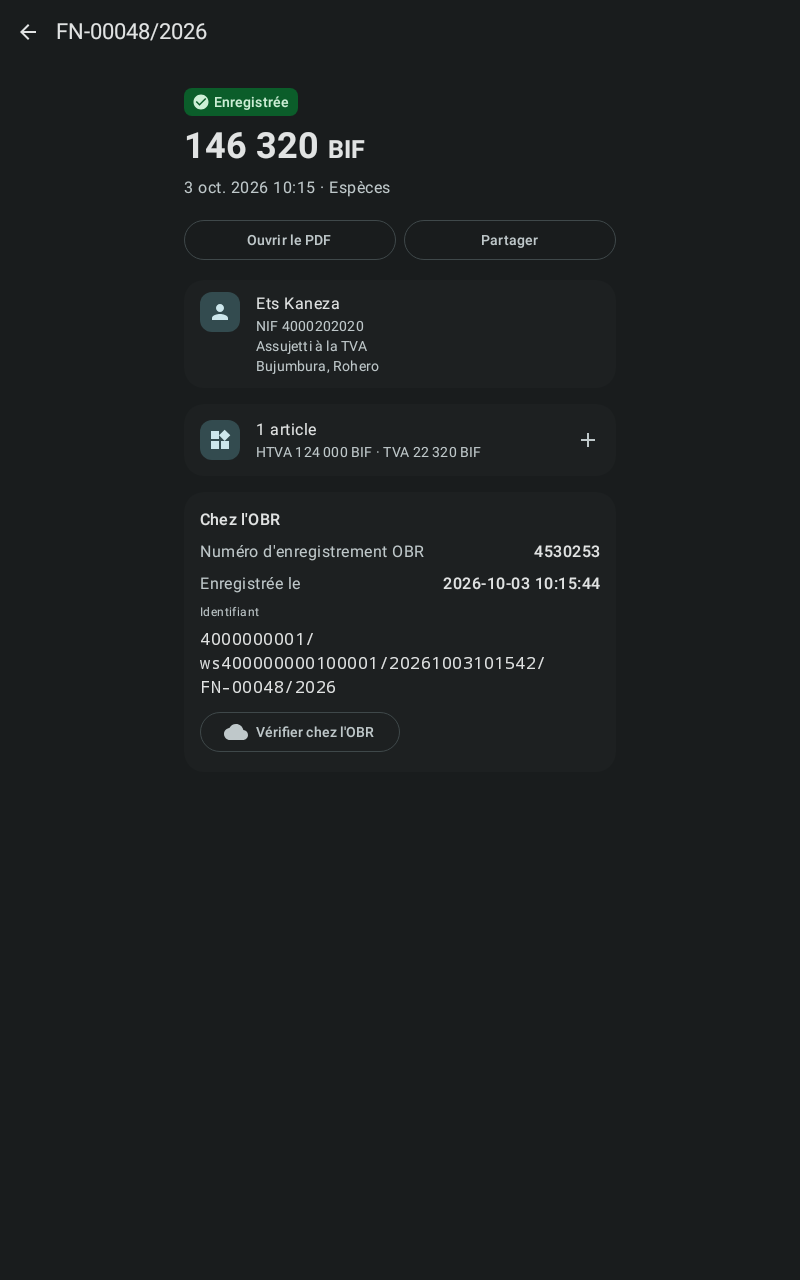 FN-00048/2026
Enregistrée
146 320 BIF
3 oct. 2026 10:15 · Espèces
Ouvrir le PDF
Partager
Ets Kaneza
NIF 4000202020
Assujetti à la TVA
Bujumbura, Rohero
1 article
HTVA 124 000 BIF · TVA 22 320 BIF
Chez l'OBR
Numéro d'enregistrement OBR 4530253
Enregistrée le 2026-10-03 10:15:44
Identifiant
4000000001/
ws400000000100001/20261003101542/
FN-00048/2026
Vérifier chez l'OBR